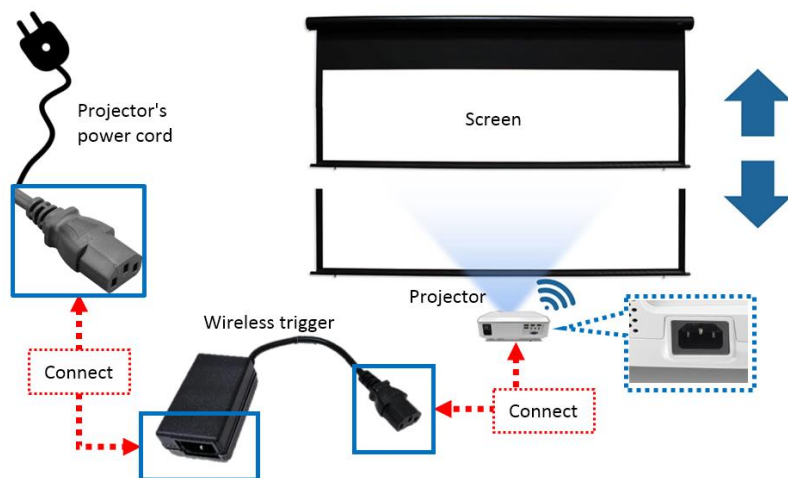 Projector's
power cord
Screen
Projector
Wireless trigger
Connect
Connect